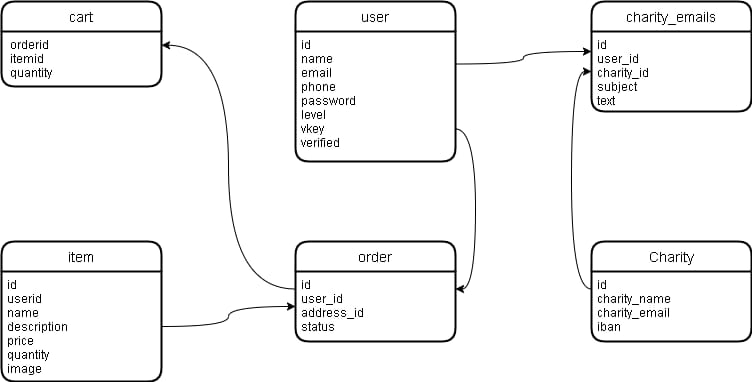 cart
orderid
itemid
quantity
user
id
name
email
phone
password
level
vkey
verified
charity_emails
id
user_id
charity_id
subject
text
item
id
userid
name
description
price
quantity
image
order
id
user_id
address_id
status
Charity
id
charity_name
charity_email
iban